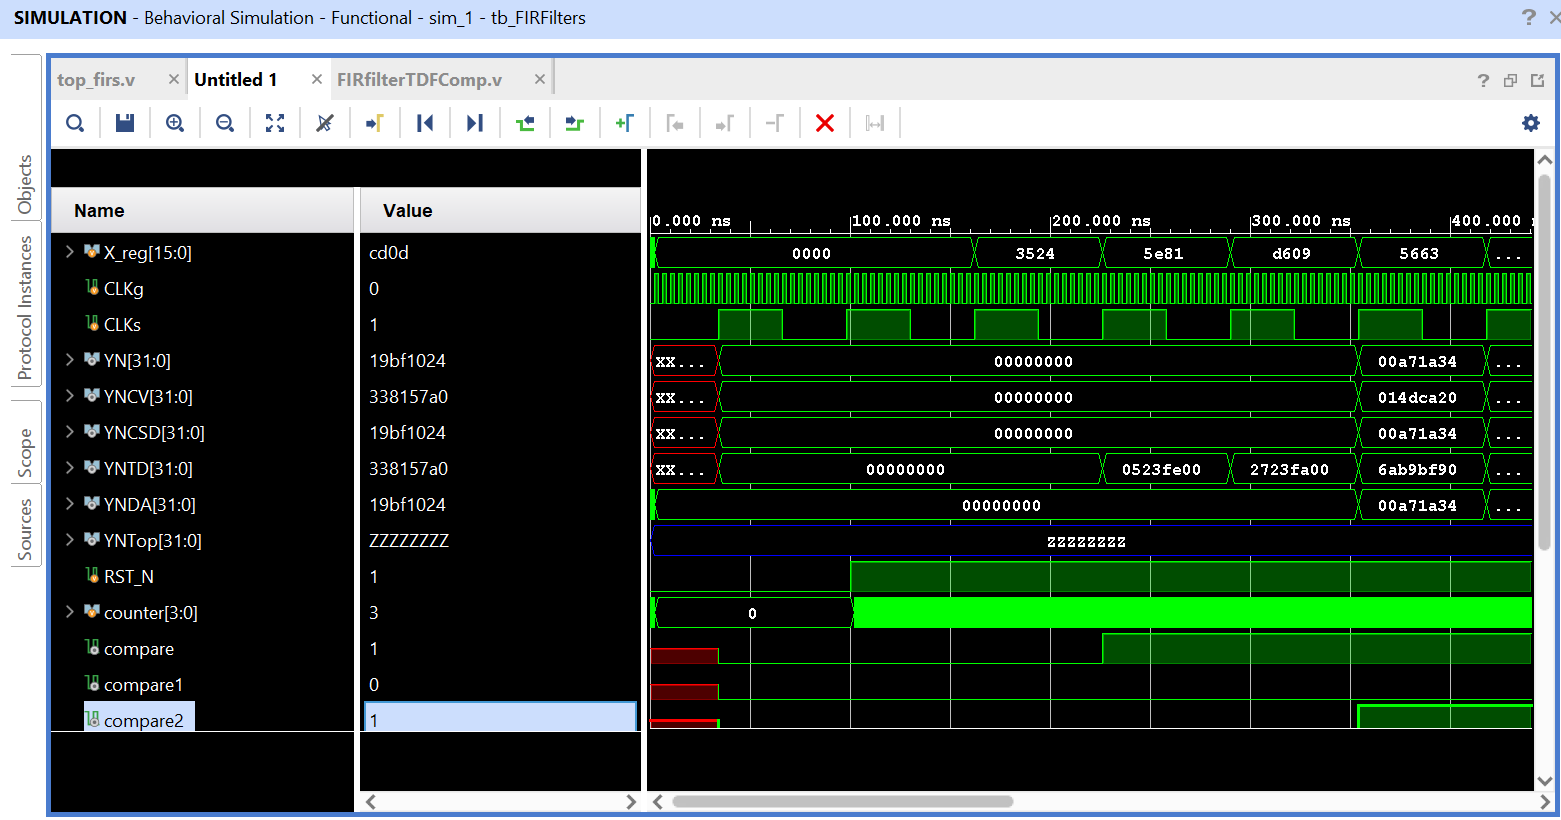 SIMULATION - Behavioral Simulation - Functional - sim_1 - tb_FIRFilters
top_firs.v
Untitled 1
FIRfilterTDFComp.v
Objects
Protocol Instances
Scope
Sources
Name Value
0.000 ns 100.000 ns 200.000 ns 300.000 ns 400.000
X_reg[15:0] cd0d 0000 3524 5e81 d609 5663 ...
CLKg 0
CLKs 1
YN[31:0] 19bf1024 XX... 00000000 00a71a34 ...
YNCV[31:0] 338157a0 XX... 00000000 014dca20 ...
YNCSD[31:0] 19bf1024 XX... 00000000 00a71a34 ...
YNTD[31:0] 338157a0 XX... 00000000 0523fe00 2723fa00 6ab9bf90 ...
YNDA[31:0] 19bf1024 00000000 00a71a34 ...
YNTop[31:0] ZZZZZZZZ ZZZZZZZZ
RST_N 1
counter[3:0] 3 0
compare 1
compare1 0
compare2 1